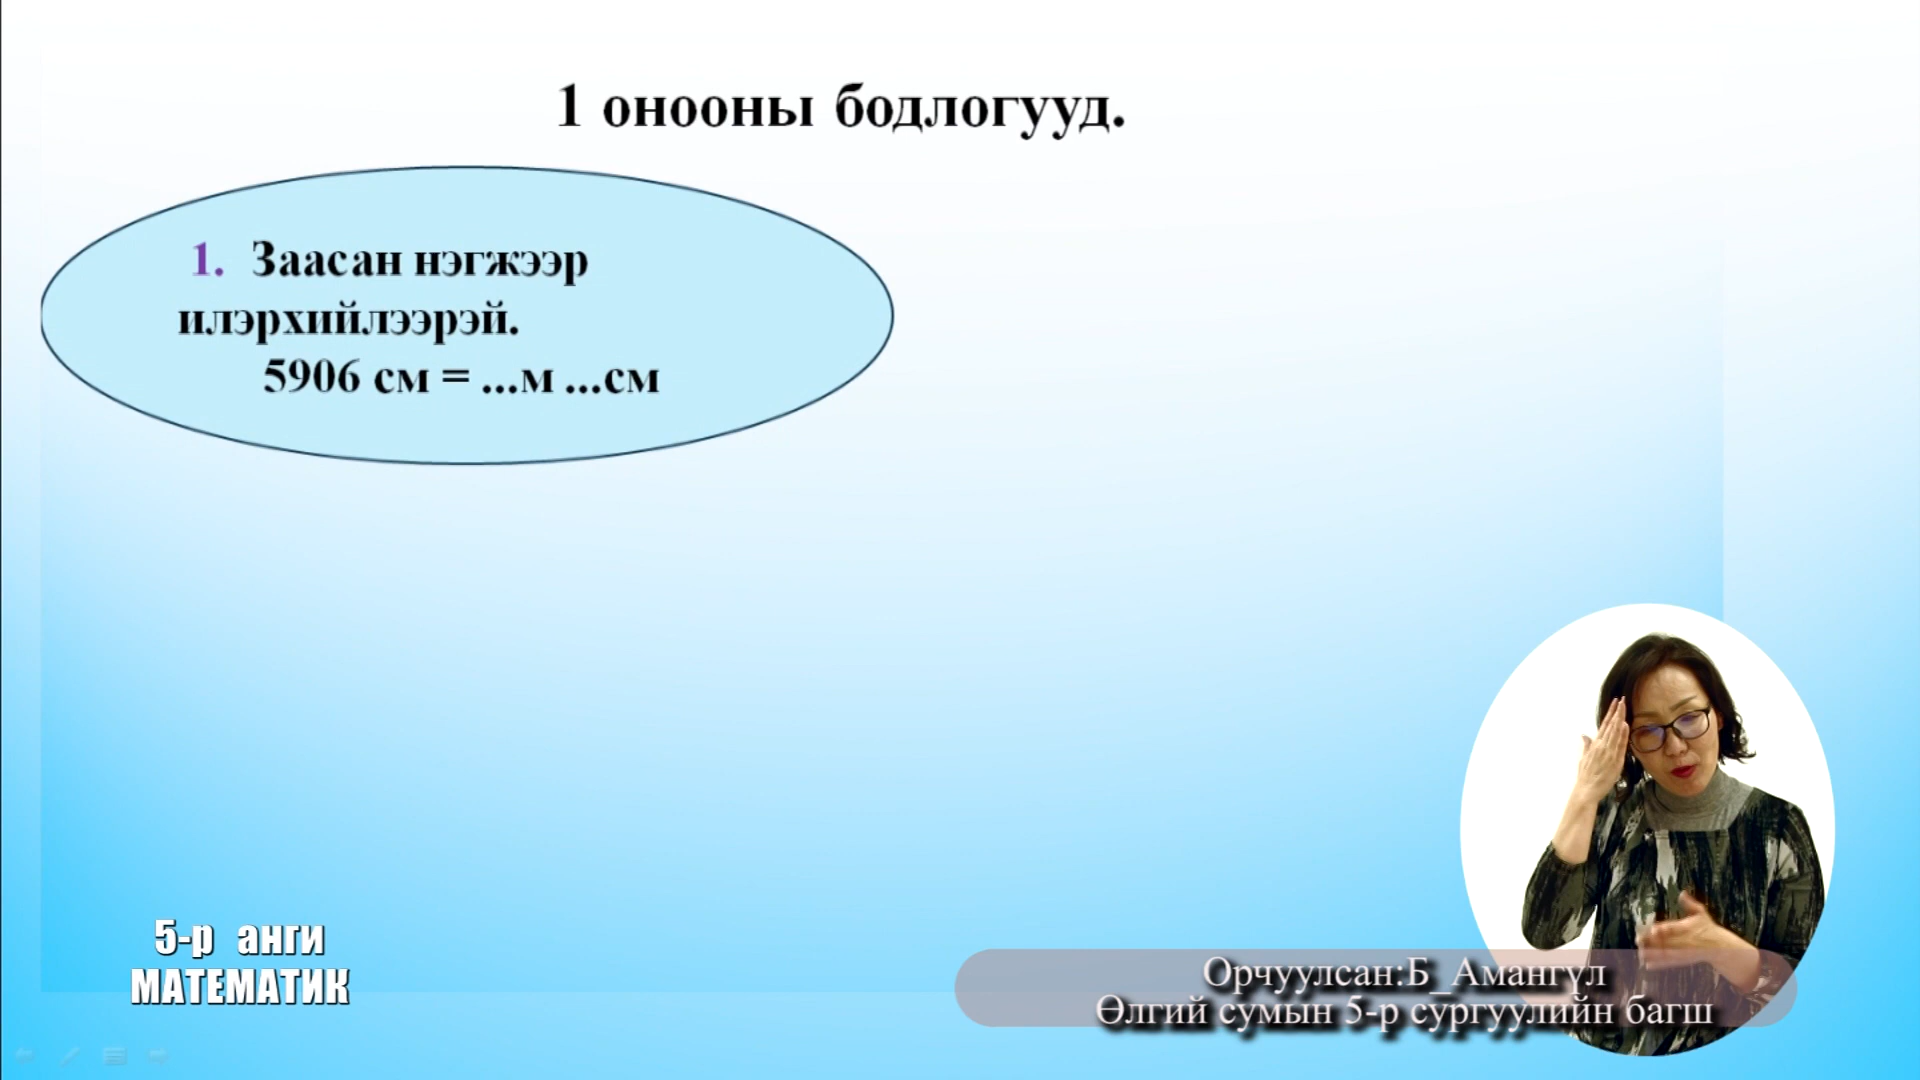 1 онооны бодлогууд.
1. Заасан нэгжээр
илэрхийлээрэй.
5906 см = ...м ...см
5-р анги
МАТЕМАТИК
Орчуулсан:Б_Амангүл
Өлгий сумын 5-р сургуулийн багш